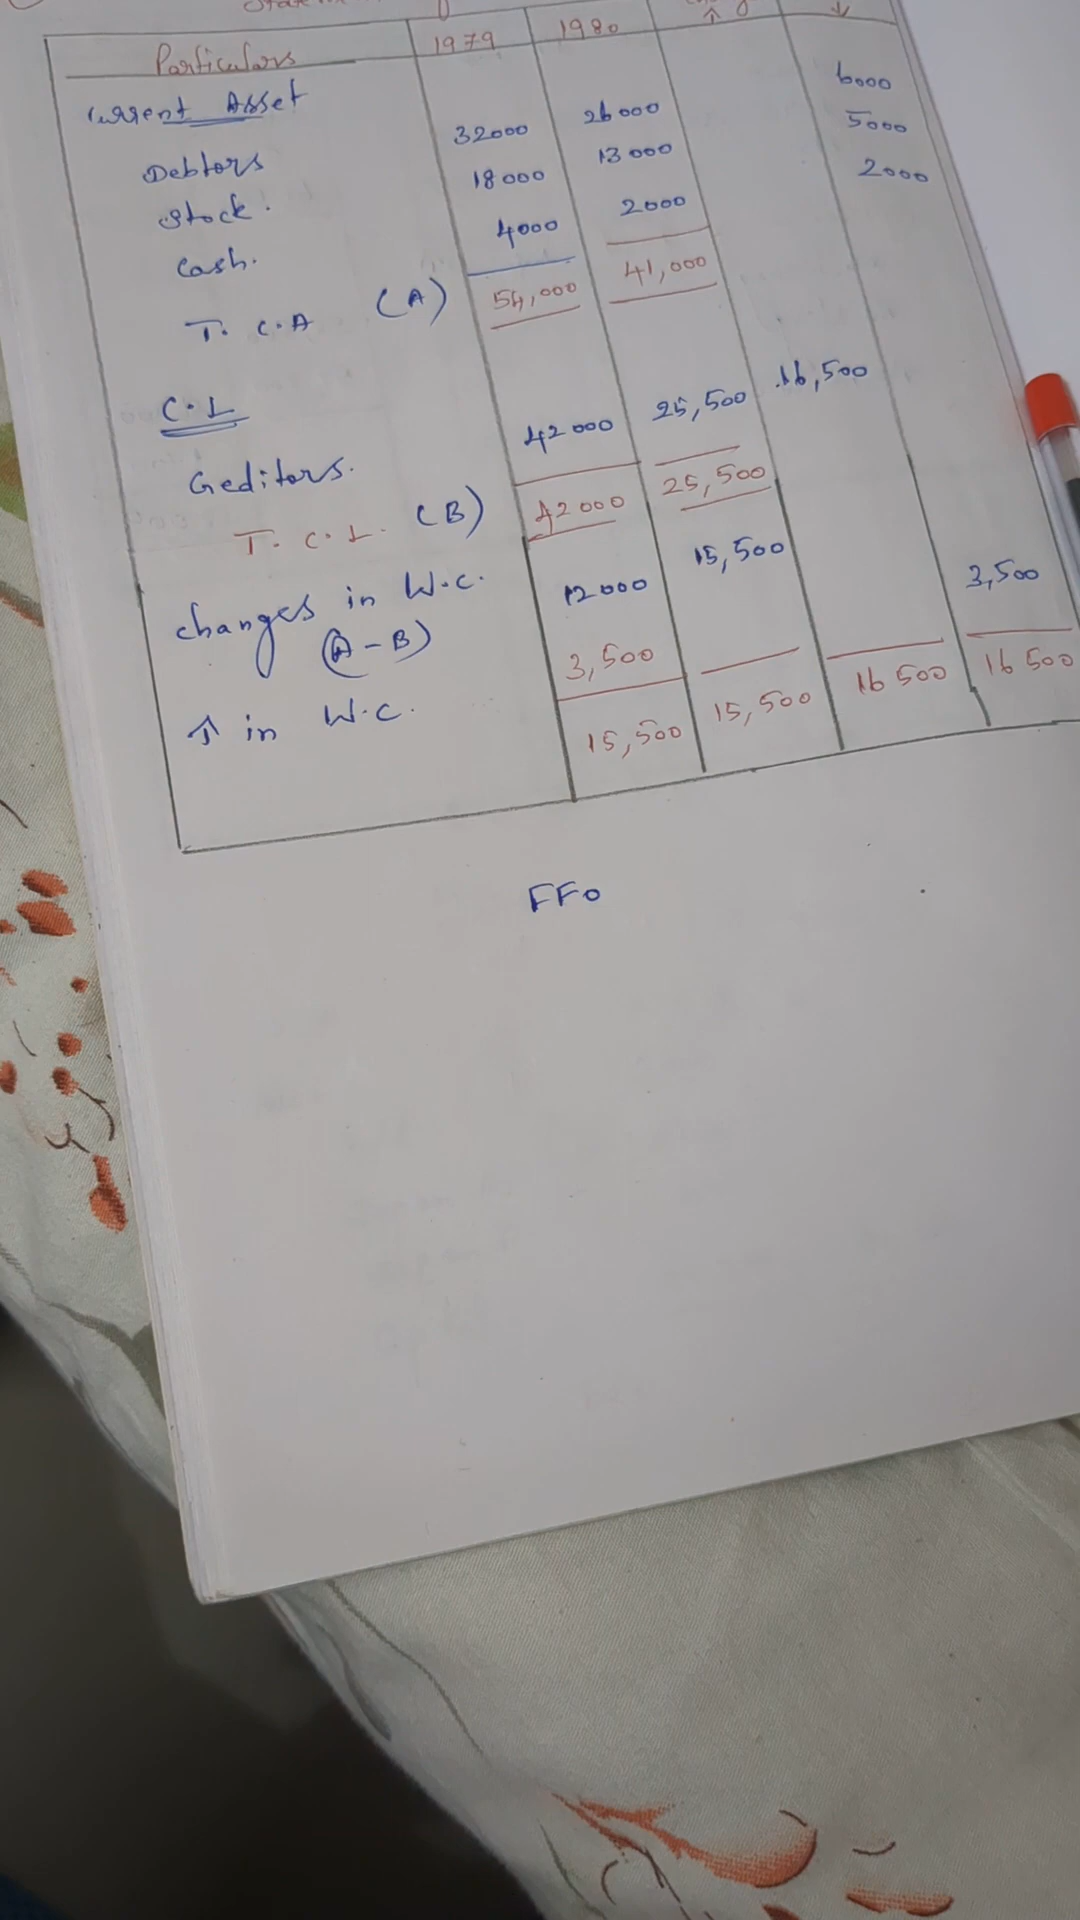 Particulars 1979 1980 ↑ ↓
Current Asset
Debtors 32000 26000 6000
Stock. 18000 13000 5000
Cash. 4000 2000 2000
T. C.A (A) 54,000 41,000
C.L
Creditors. 42000 25,500 16,500
T. C.L. (B) 42000 25,500
Changes in W.C. 12000 15,500
(A-B)
↑ in W.C. 3,500 3,500
15,500 15,500 16500 16500
FFO